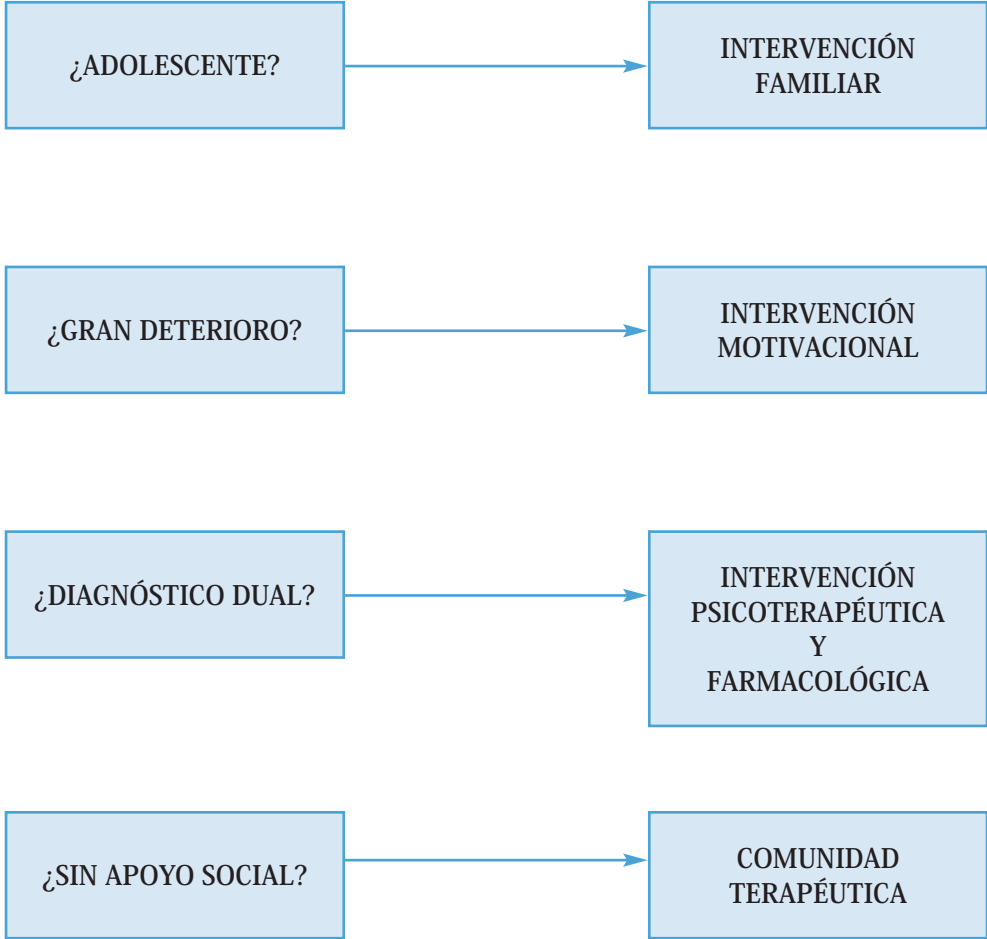 ¿ADOLESCENTE?
INTERVENCIÓN
FAMILIAR
¿GRAN DETERIORO?
INTERVENCIÓN
MOTIVACIONAL
¿DIAGNÓSTICO DUAL?
INTERVENCIÓN
PSICOTERAPÉUTICA
Y
FARMACOLÓGICA
¿SIN APOYO SOCIAL?
COMUNIDAD
TERAPÉUTICA